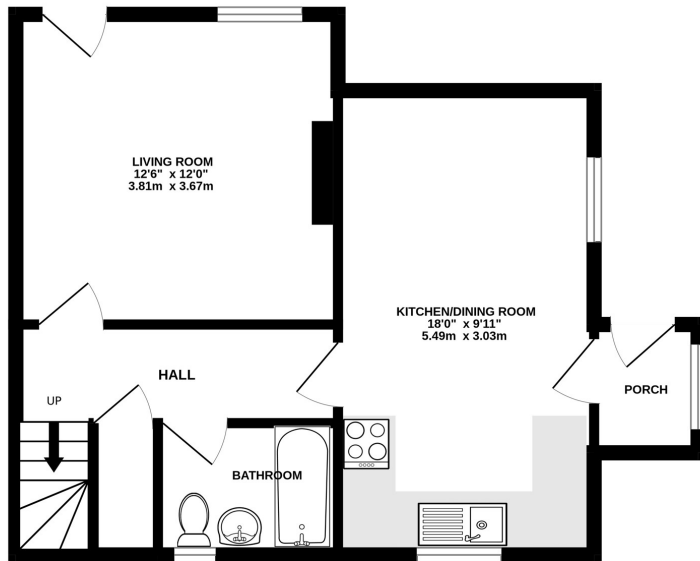 LIVING ROOM
12'6" x 12'0"
3.81m x 3.67m
KITCHEN/DINING ROOM
18'0" x 9'11"
5.49m x 3.03m
HALL
PORCH
UP
BATHROOM